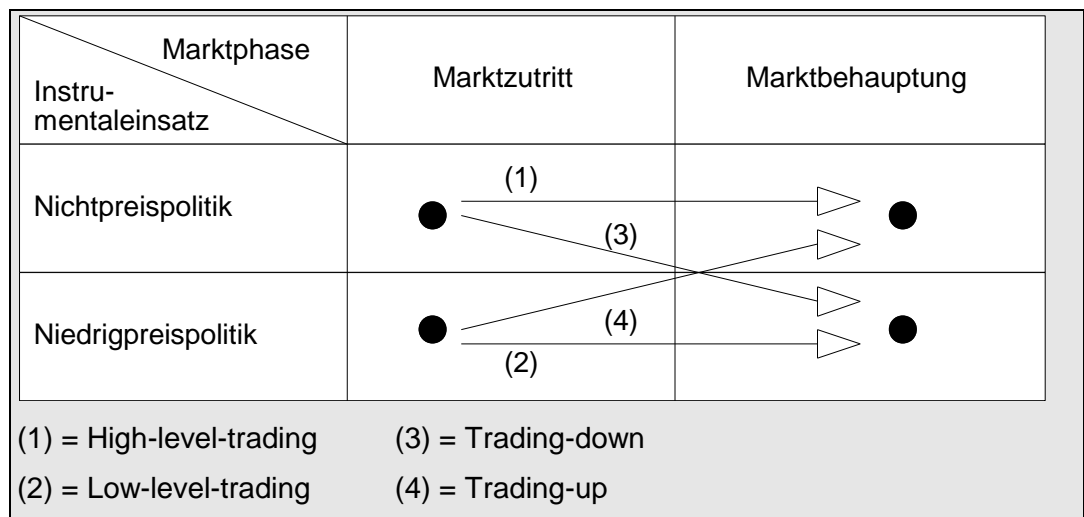 Marktphase
Instru-
mentaleinsatz
Marktzutritt
Marktbehauptung
Nichtpreispolitik
(1)
(3)
Niedrigpreispolitik
(4)
(2)
(1) = High-level-trading (3) = Trading-down
(2) = Low-level-trading (4) = Trading-up